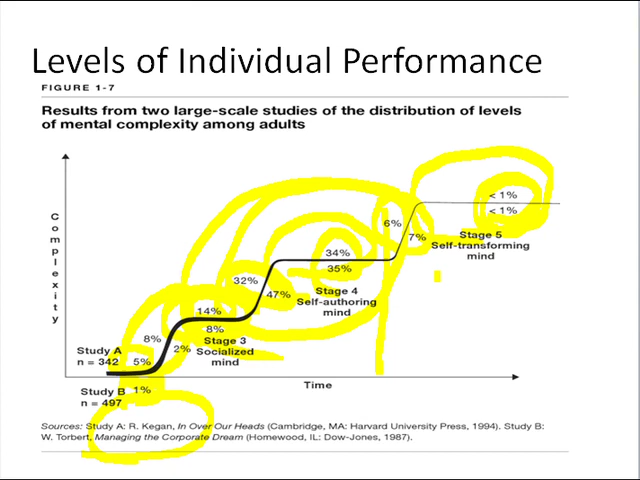 Levels of Individual Performance
FIGURE 1-7
Results from two large-scale studies of the distribution of levels
of mental complexity among adults
Complexity
< 1%
< 1%
6%
7%
Stage 5
Self-transforming
mind
34%
35%
Stage 4
Self-authoring
mind
32%
47%
14%
8%
Stage 3
Socialized
mind
8%
2%
Study A
n = 342
5%
Study B
n = 497
1%
Time
Sources: Study A: R. Kegan, In Over Our Heads (Cambridge, MA: Harvard University Press, 1994). Study B:
W. Torbert, Managing the Corporate Dream (Homewood, IL: Dow-Jones, 1987).